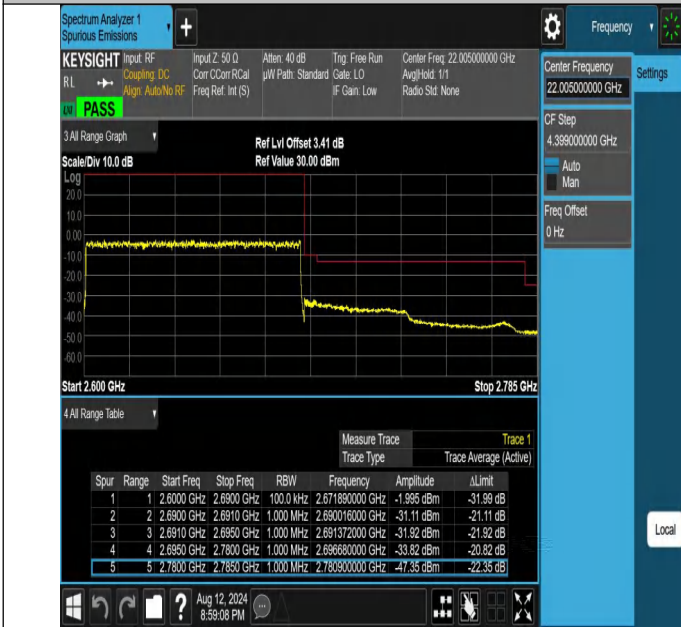 Spectrum Analyzer 1
Spurious Emissions
+
Frequency
KEYSIGHT Input: RF Input Z: 50 Ω Atten: 40 dB Trig: Free Run Center Freq: 22.005000000 GHz
RL Coupling: DC Corr CCorr RCal µW Path: Standard Gate: LO Avg|Hold: 1/1
Align: Auto/No RF Freq Ref: Int (S) IF Gain: Low Radio Std: None
PASS
Center Frequency
22.005000000 GHz
Settings
CF Step
4.399000000 GHz
Auto
Man
Freq Offset
0 Hz
3 All Range Graph
Ref Lvl Offset 3.41 dB
Scale/Div 10.0 dB Ref Value 30.00 dBm
Log
20.0
10.0
0.00
-10.0
-20.0
-30.0
-40.0
-50.0
-60.0
Start 2.600 GHz Stop 2.785 GHz
4 All Range Table
Measure Trace Trace 1
Trace Type Trace Average (Active)
Spur Range Start Freq Stop Freq RBW Frequency Amplitude ΔLimit
1 1 2.6000 GHz 2.6900 GHz 100.0 kHz 2.671890000 GHz -1.995 dBm -31.99 dB
2 2 2.6900 GHz 2.6910 GHz 1.000 MHz 2.690016000 GHz -31.11 dBm -21.11 dB
3 3 2.6910 GHz 2.6950 GHz 1.000 MHz 2.691372000 GHz -31.92 dBm -21.92 dB
4 4 2.6950 GHz 2.7800 GHz 1.000 MHz 2.696680000 GHz -33.82 dBm -20.82 dB
5 5 2.7800 GHz 2.7850 GHz 1.000 MHz 2.780900000 GHz -47.35 dBm -22.35 dB
Local
?
Aug 12, 2024
8:59:08 PM